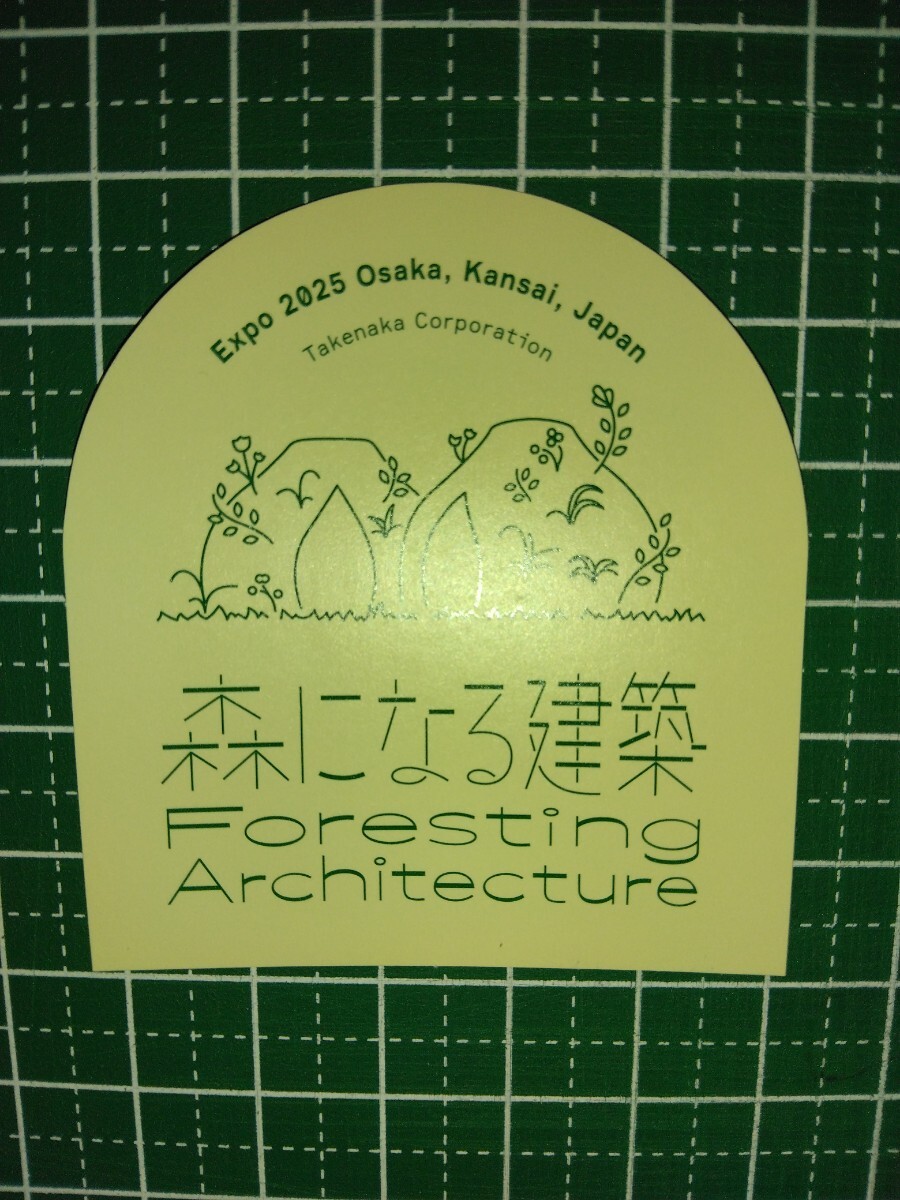 Expo 2025 Osaka, Kansai, Japan
Takenaka Corporation
森になる建築
Foresting
Architecture